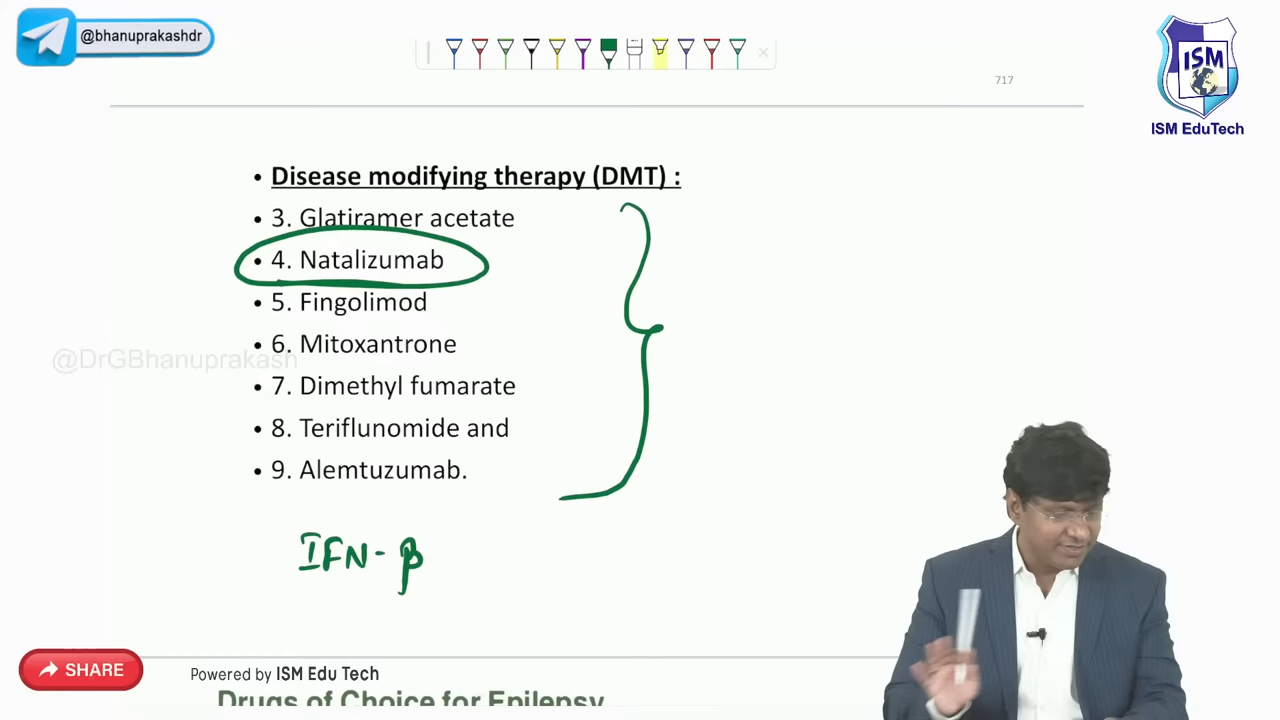 @bhanuprakashdr
717
ISM
ISM EduTech
• Disease modifying therapy (DMT) :
• 3. Glatiramer acetate
• 4. Natalizumab
• 5. Fingolimod
• 6. Mitoxantrone
@DrGBhanuprakash
• 7. Dimethyl fumarate
• 8. Teriflunomide and
• 9. Alemtuzumab.
IFN-β
SHARE
Powered by ISM Edu Tech
Drugs of Choice for Epilepsy